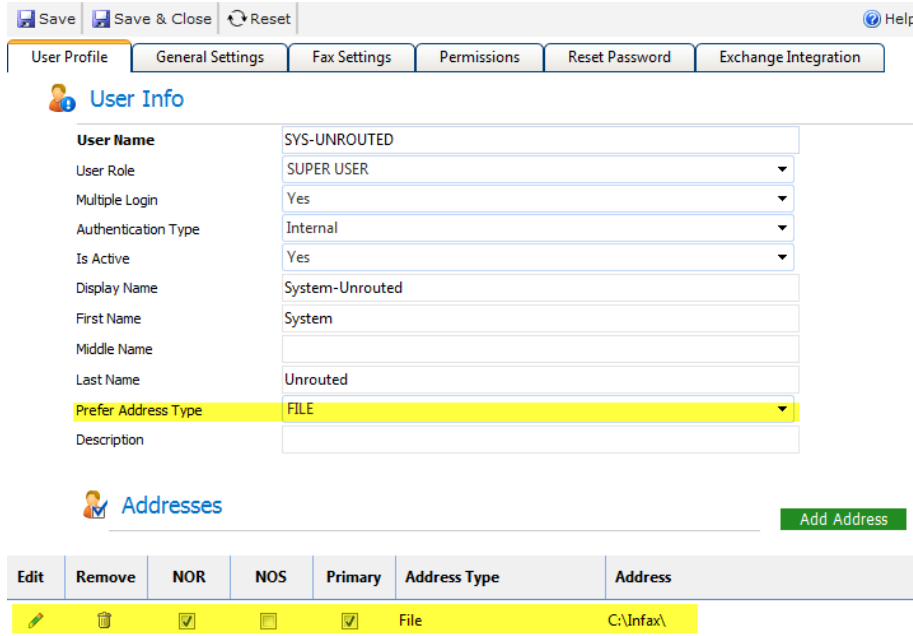 Save Save & Close Reset Help
User Profile General Settings Fax Settings Permissions Reset Password Exchange Integration
User Info
User Name SYS-UNROUTED
User Role SUPER USER
Multiple Login Yes
Authentication Type Internal
Is Active Yes
Display Name System-Unrouted
First Name System
Middle Name
Last Name Unrouted
Prefer Address Type FILE
Description
Addresses
Add Address
Edit Remove NOR NOS Primary Address Type Address
File C:\Infax\